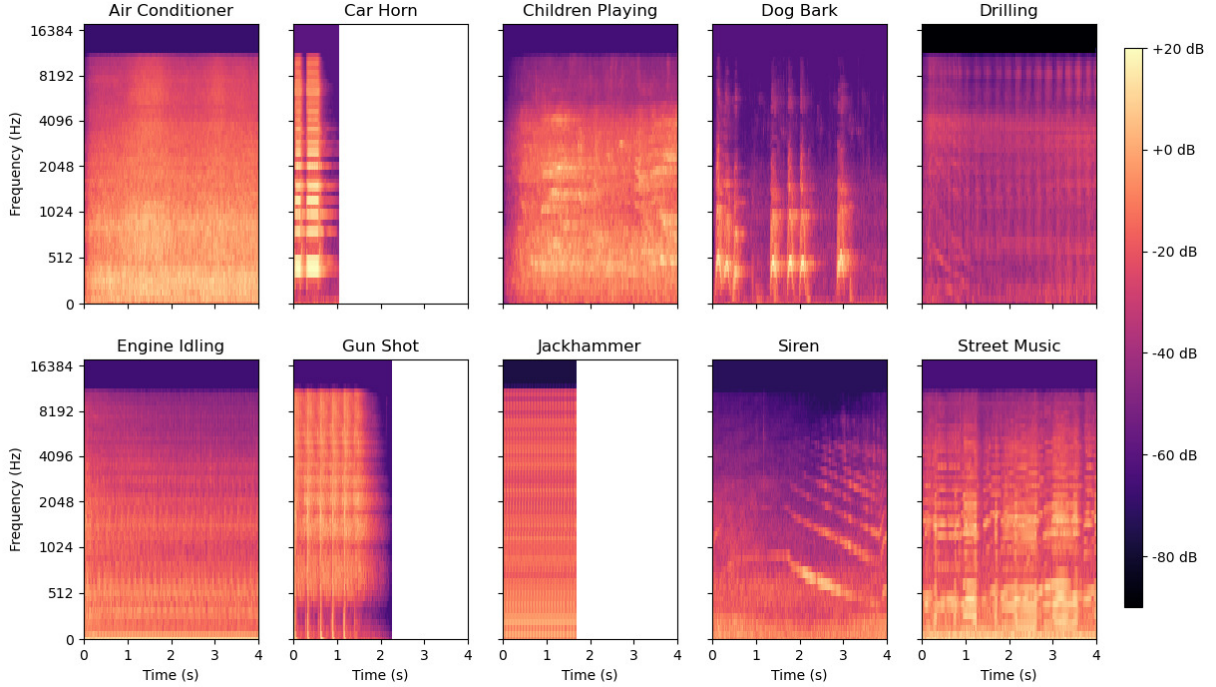 Air Conditioner
Car Horn
Children Playing
Dog Bark
Drilling
16384
8192
4096
2048
1024
512
0
Frequency (Hz)
+20 dB
+0 dB
-20 dB
-40 dB
-60 dB
-80 dB
Engine Idling
Gun Shot
Jackhammer
Siren
Street Music
16384
8192
4096
2048
1024
512
0
Frequency (Hz)
0 1 2 3 4
0 1 2 3 4
0 1 2 3 4
0 1 2 3 4
0 1 2 3 4
Time (s)
Time (s)
Time (s)
Time (s)
Time (s)